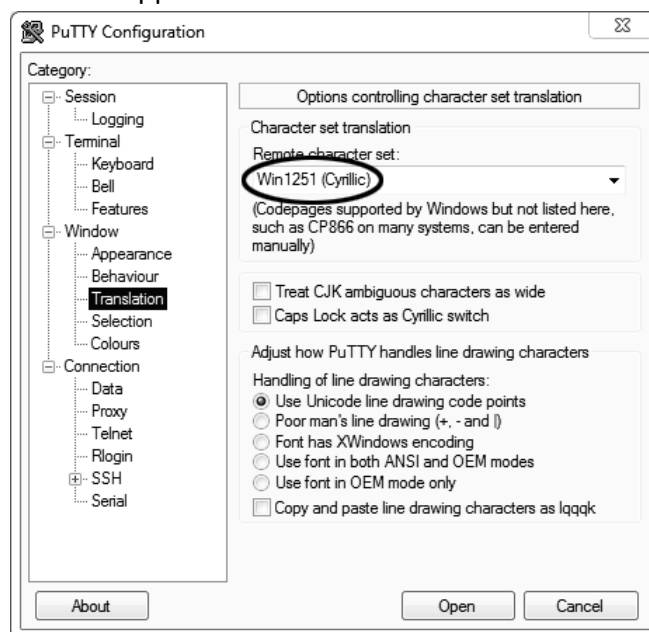 PuTTY Configuration
Category:
Session
Logging
Terminal
Keyboard
Bell
Features
Window
Appearance
Behaviour
Translation
Selection
Colours
Connection
Data
Proxy
Telnet
Rlogin
SSH
Serial
Options controlling character set translation
Character set translation
Remote character set:
Win1251 (Cyrillic)
(Codepages supported by Windows but not listed here,
such as CP866 on many systems, can be entered
manually)
Treat CJK ambiguous characters as wide
Caps Lock acts as Cyrillic switch
Adjust how PuTTY handles line drawing characters
Handling of line drawing characters:
Use Unicode line drawing code points
Poor man's line drawing (+, - and |)
Font has XWindows encoding
Use font in both ANSI and OEM modes
Use font in OEM mode only
Copy and paste line drawing characters as lqqqk
About
Open
Cancel